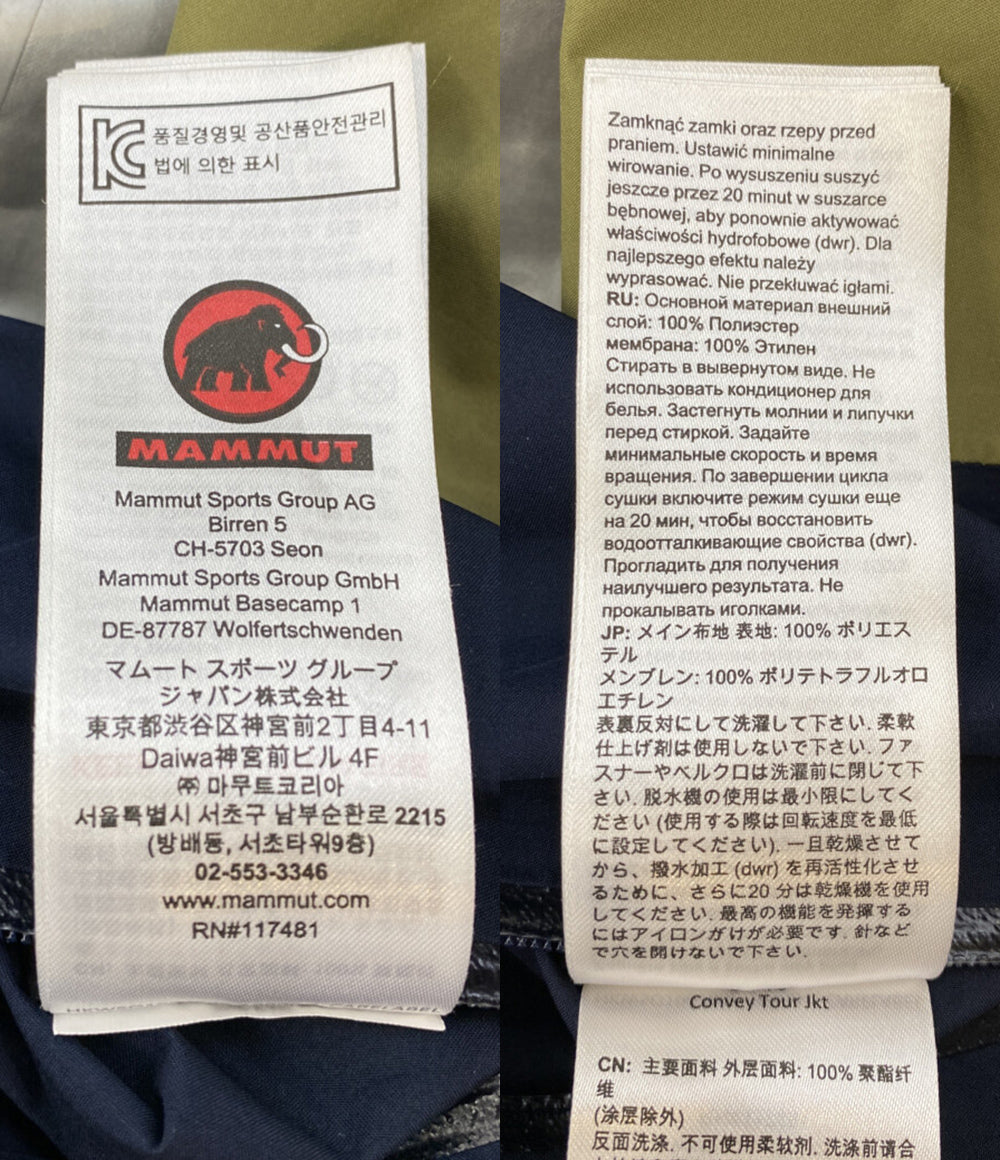 KC 품질경영및 공산품안전관리
법에 의한 표시
MAMMUT
Mammut Sports Group AG
Birren 5
CH-5703 Seon
Mammut Sports Group GmbH
Mammut Basecamp 1
DE-87787 Wolfertschwenden
マムート スポーツ グループ
ジャパン株式会社
東京都渋谷区神宮前2丁目4-11
Daiwa神宮前ビル 4F
㈜ 마무트코리아
서울특별시 서초구 남부순환로 2215
(방배동, 서초타워9층)
02-553-3346
www.mammut.com
RN#117481
Zamknąć zamki oraz rzepy przed
praniem. Ustawić minimalne
wirowanie. Po wysuszeniu suszyć
jeszcze przez 20 minut w suszarce
bębnowej, aby ponownie aktywować
właściwości hydrofobowe (dwr). Dla
najlepszego efektu należy
wyprasować. Nie przekłuwać igłami.
RU: Основной материал внешний
слой: 100% Полиэстер
мембрана: 100% Этилен
Стирать в вывернутом виде. Не
использовать кондиционер для
белья. Застегнуть молнии и липучки
перед стиркой. Задайте
минимальные скорость и время
вращения. По завершении цикла
сушки включите режим сушки еще
на 20 мин, чтобы восстановить
водоотталкивающие свойства (dwr).
Прогладить для получения
наилучшего результата. Не
прокалывать иголками.
JP: メイン布地 表地: 100% ポリエス
テル
メンブレン: 100% ポリテトラフルオロ
エチレン
表裏反対にして洗濯して下さい. 柔軟
仕上げ剤は使用しないで下さい. ファ
スナーやベルクロは洗濯前に閉じて下
さい. 脱水機の使用は最小限にしてく
ださい (使用する際は回転速度を最低
に設定してください). 一旦乾燥させて
から、撥水加工 (dwr) を再活性化させ
るために、さらに20 分は乾燥機を使用
してください. 最高の機能を発揮する
にはアイロンがけが必要です. 針など
で穴を開けないで下さい.
Convey Tour Jkt
CN: 主要面料 外层面料: 100% 聚酯纤
维
(涂层除外)
反面洗涤. 不可使用柔软剂. 洗涤前请合